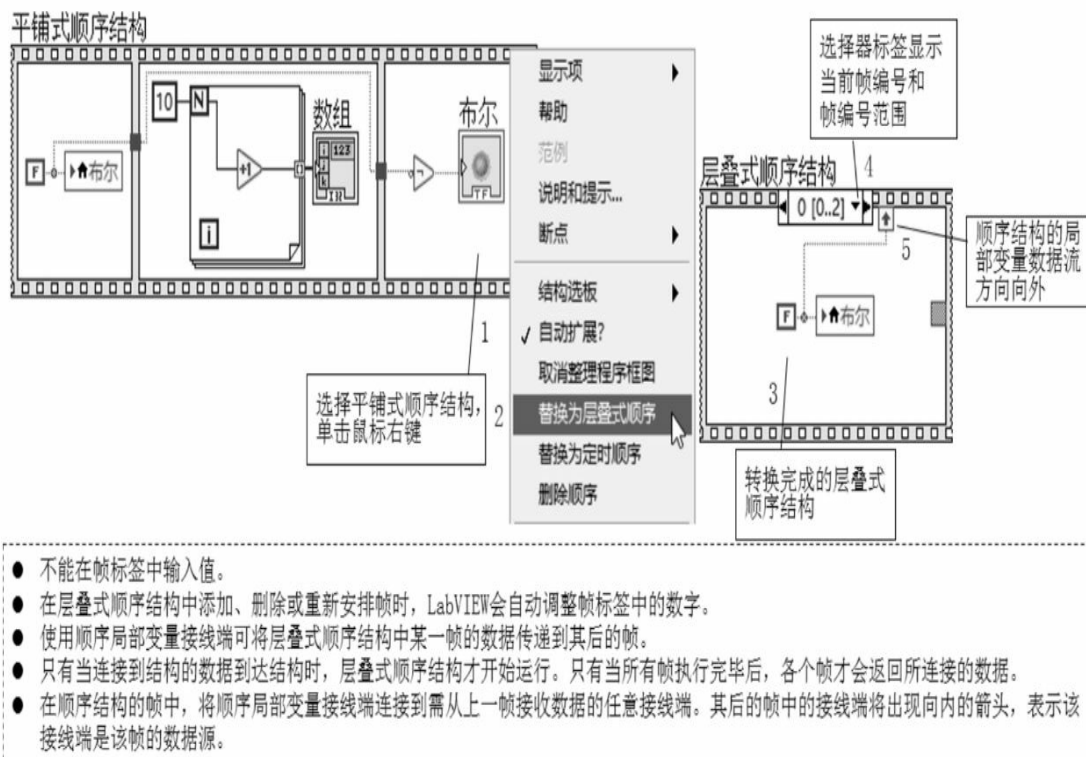 平铺式顺序结构
F
布尔
10
N
+1
i
数组
布尔
TF
1
选择平铺式顺序结构，
单击鼠标右键
2
显示项
帮助
范例
说明和提示...
断点
结构选板
自动扩展?
取消整理程序框图
替换为层叠式顺序
替换为定时顺序
删除顺序
选择器标签显示
当前帧编号和
帧编号范围
4
层叠式顺序结构
0 [0..2]
5
顺序结构的局
部变量数据流
方向向外
F
布尔
3
转换完成的层叠式
顺序结构
● 不能在帧标签中输入值。
● 在层叠式顺序结构中添加、删除或重新安排帧时，LabVIEW会自动调整帧标签中的数字。
● 使用顺序局部变量接线端可将层叠式顺序结构中某一帧的数据传递到其后的帧。
● 只有当连接到结构的数据到达结构时，层叠式顺序结构才开始运行。只有当所有帧执行完毕后，各个帧才会返回所连接的数据。
● 在顺序结构的帧中，将顺序局部变量接线端连接到需从上一帧接收数据的任意接线端。其后的帧中的接线端将出现向内的箭头，表示该
接线端是该帧的数据源。